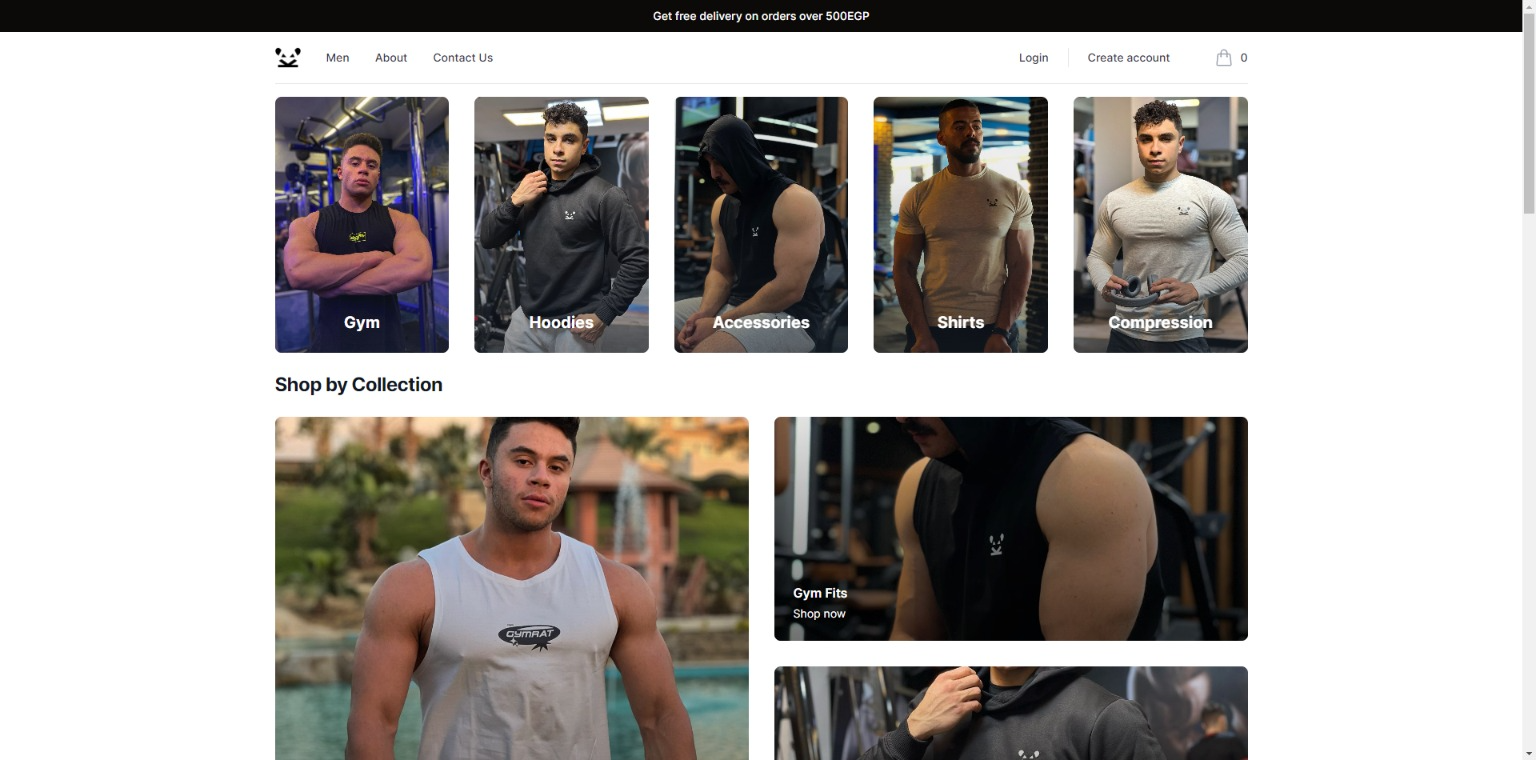 Get free delivery on orders over 500EGP
Men About Contact Us Login Create account 0
Gym Hoodies Accessories Shirts Compression
Shop by Collection
GYMRAT
Gym Fits
Shop now